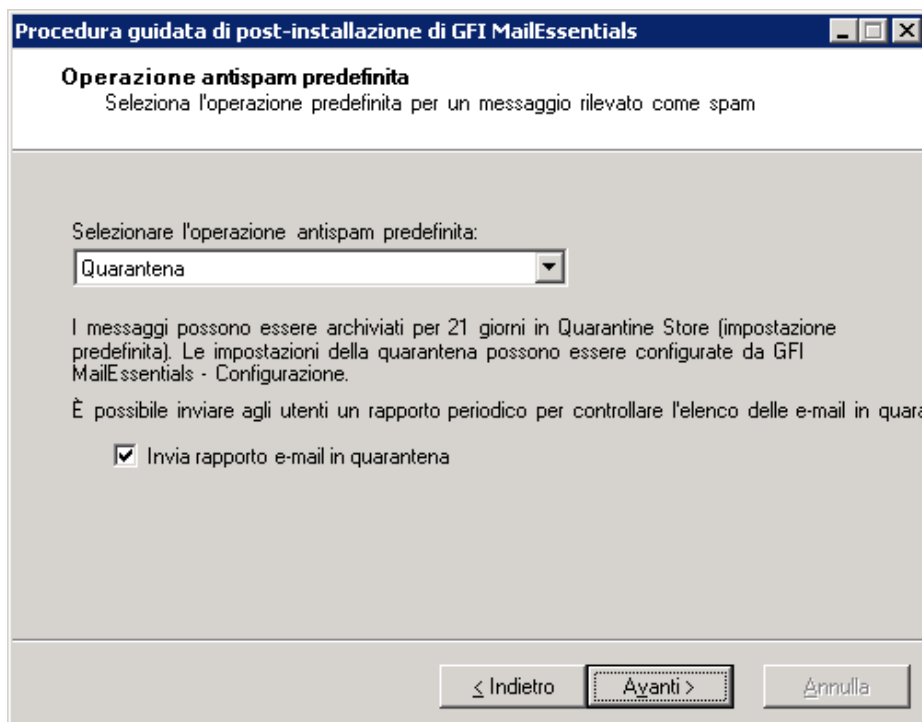 Procedura guidata di post-installazione di GFI MailEssentials
Operazione antispam predefinita
Seleziona l'operazione predefinita per un messaggio rilevato come spam
Selezionare l'operazione antispam predefinita:
Quarantena
I messaggi possono essere archiviati per 21 giorni in Quarantine Store (impostazione
predefinita). Le impostazioni della quarantena possono essere configurate da GFI
MailEssentials - Configurazione.
È possibile inviare agli utenti un rapporto periodico per controllare l'elenco delle e-mail in quara
Invia rapporto e-mail in quarantena
< Indietro
Avanti >
Annulla